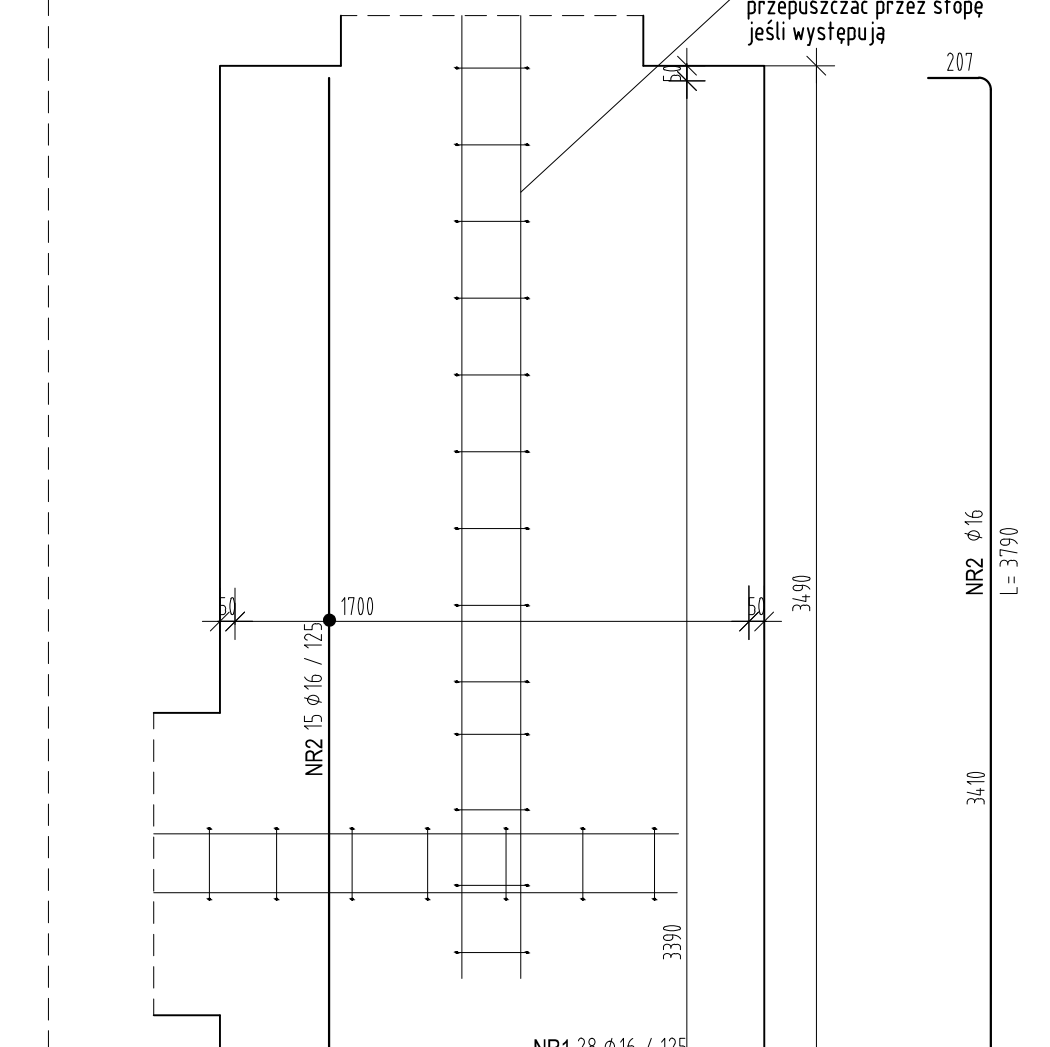 przepuszczać przez stopę
jeśli występują
207
50
NR2 ϕ16
L= 3790
3490
50
1700
50
NR2 15 ϕ16 / 125
3410
3390
NR1 28 ϕ16 / 125